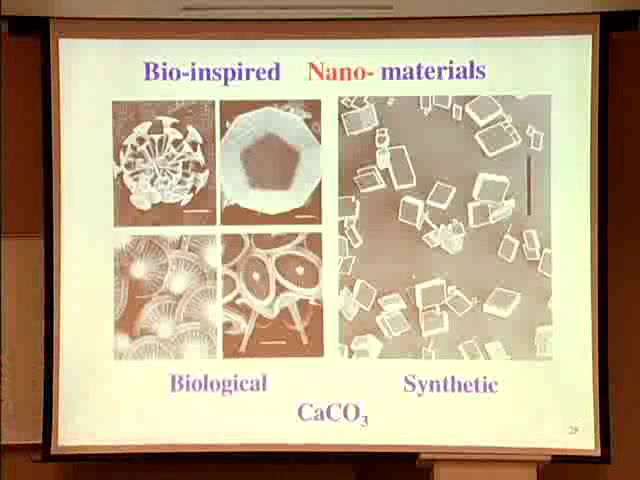 Bio-inspired Nano- materials
Biological Synthetic
CaCO₃